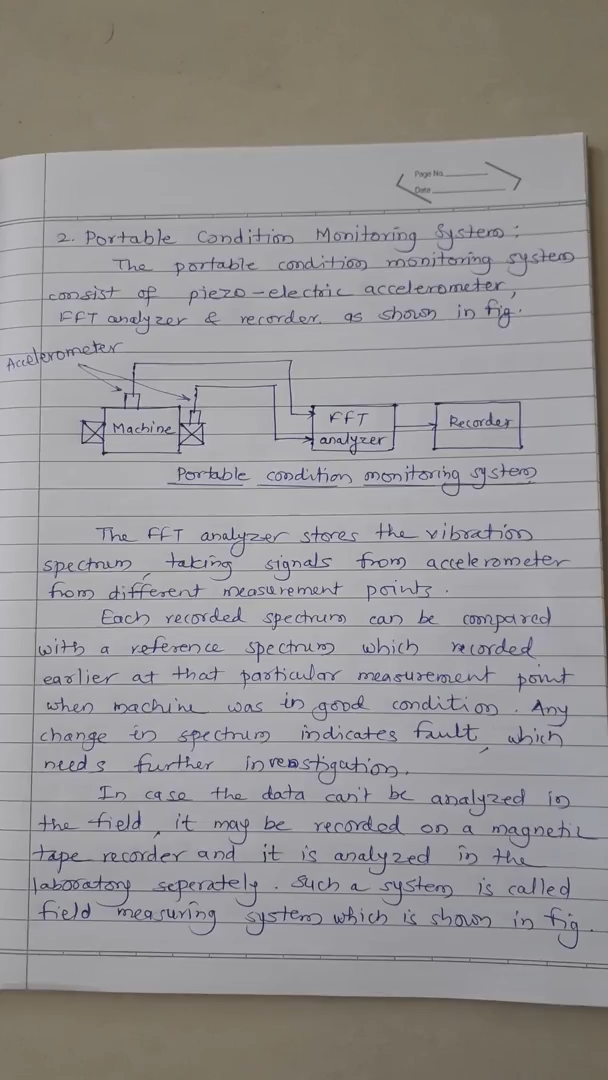 Page No.
Date
2. Portable Condition Monitoring System:
The portable condition monitoring system
consist of piezo-electric accelerometer,
FFT analyzer & recorder. as shown in fig.
Accelerometer
Machine
FFT
analyzer
Recorder
Portable condition monitoring system
The FFT analyzer stores the vibration
spectrum, taking signals from accelerometer
from different measurement points.
Each recorded spectrum can be compared
with a reference spectrum which recorded
earlier at that particular measurement point
when machine was in good condition. Any
change in spectrum indicates fault, which
needs further investigation.
In case the data can't be analyzed in
the field, it may be recorded on a magnetic
tape recorder and it is analyzed in the
laboratory seperately. Such a system is called
field measuring system which is shown in fig.